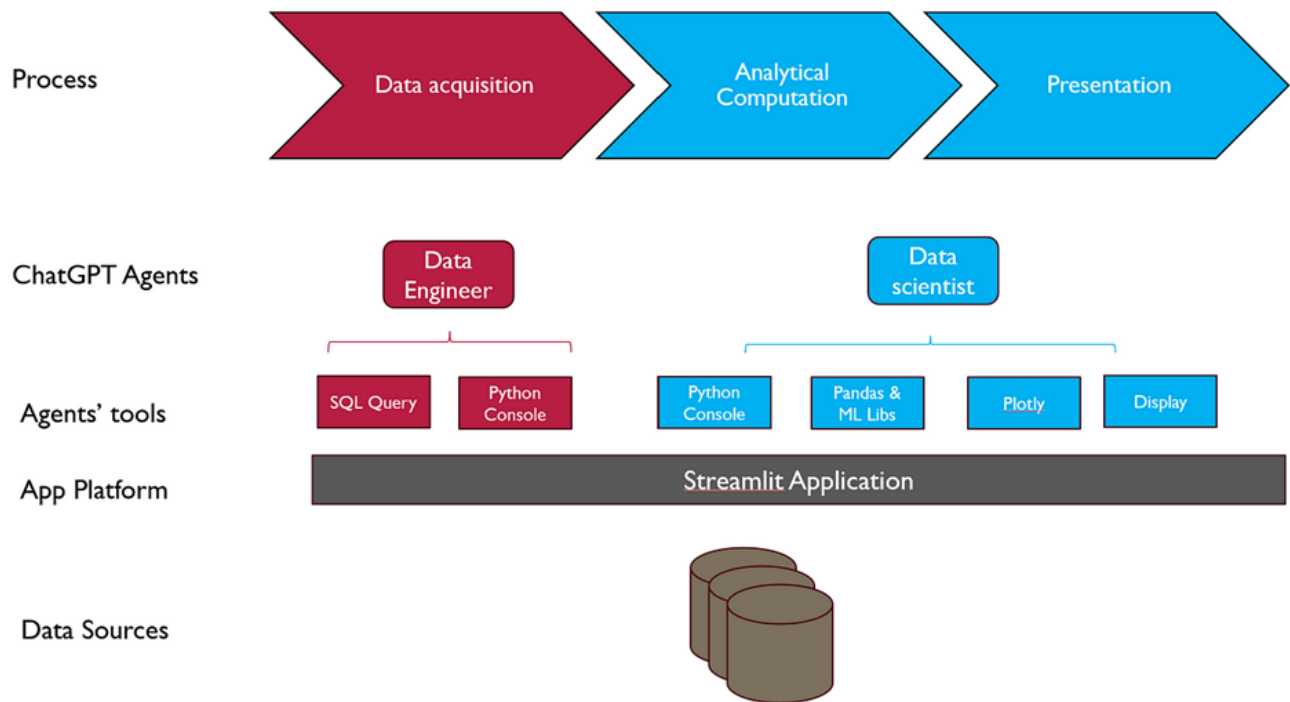 Process
Data acquisition
Analytical
Computation
Presentation
ChatGPT Agents
Data
Engineer
Data
scientist
Agents’ tools
SQL Query
Python
Console
Python
Console
Pandas &
ML Libs
Plotly
Display
App Platform
Streamlit Application
Data Sources